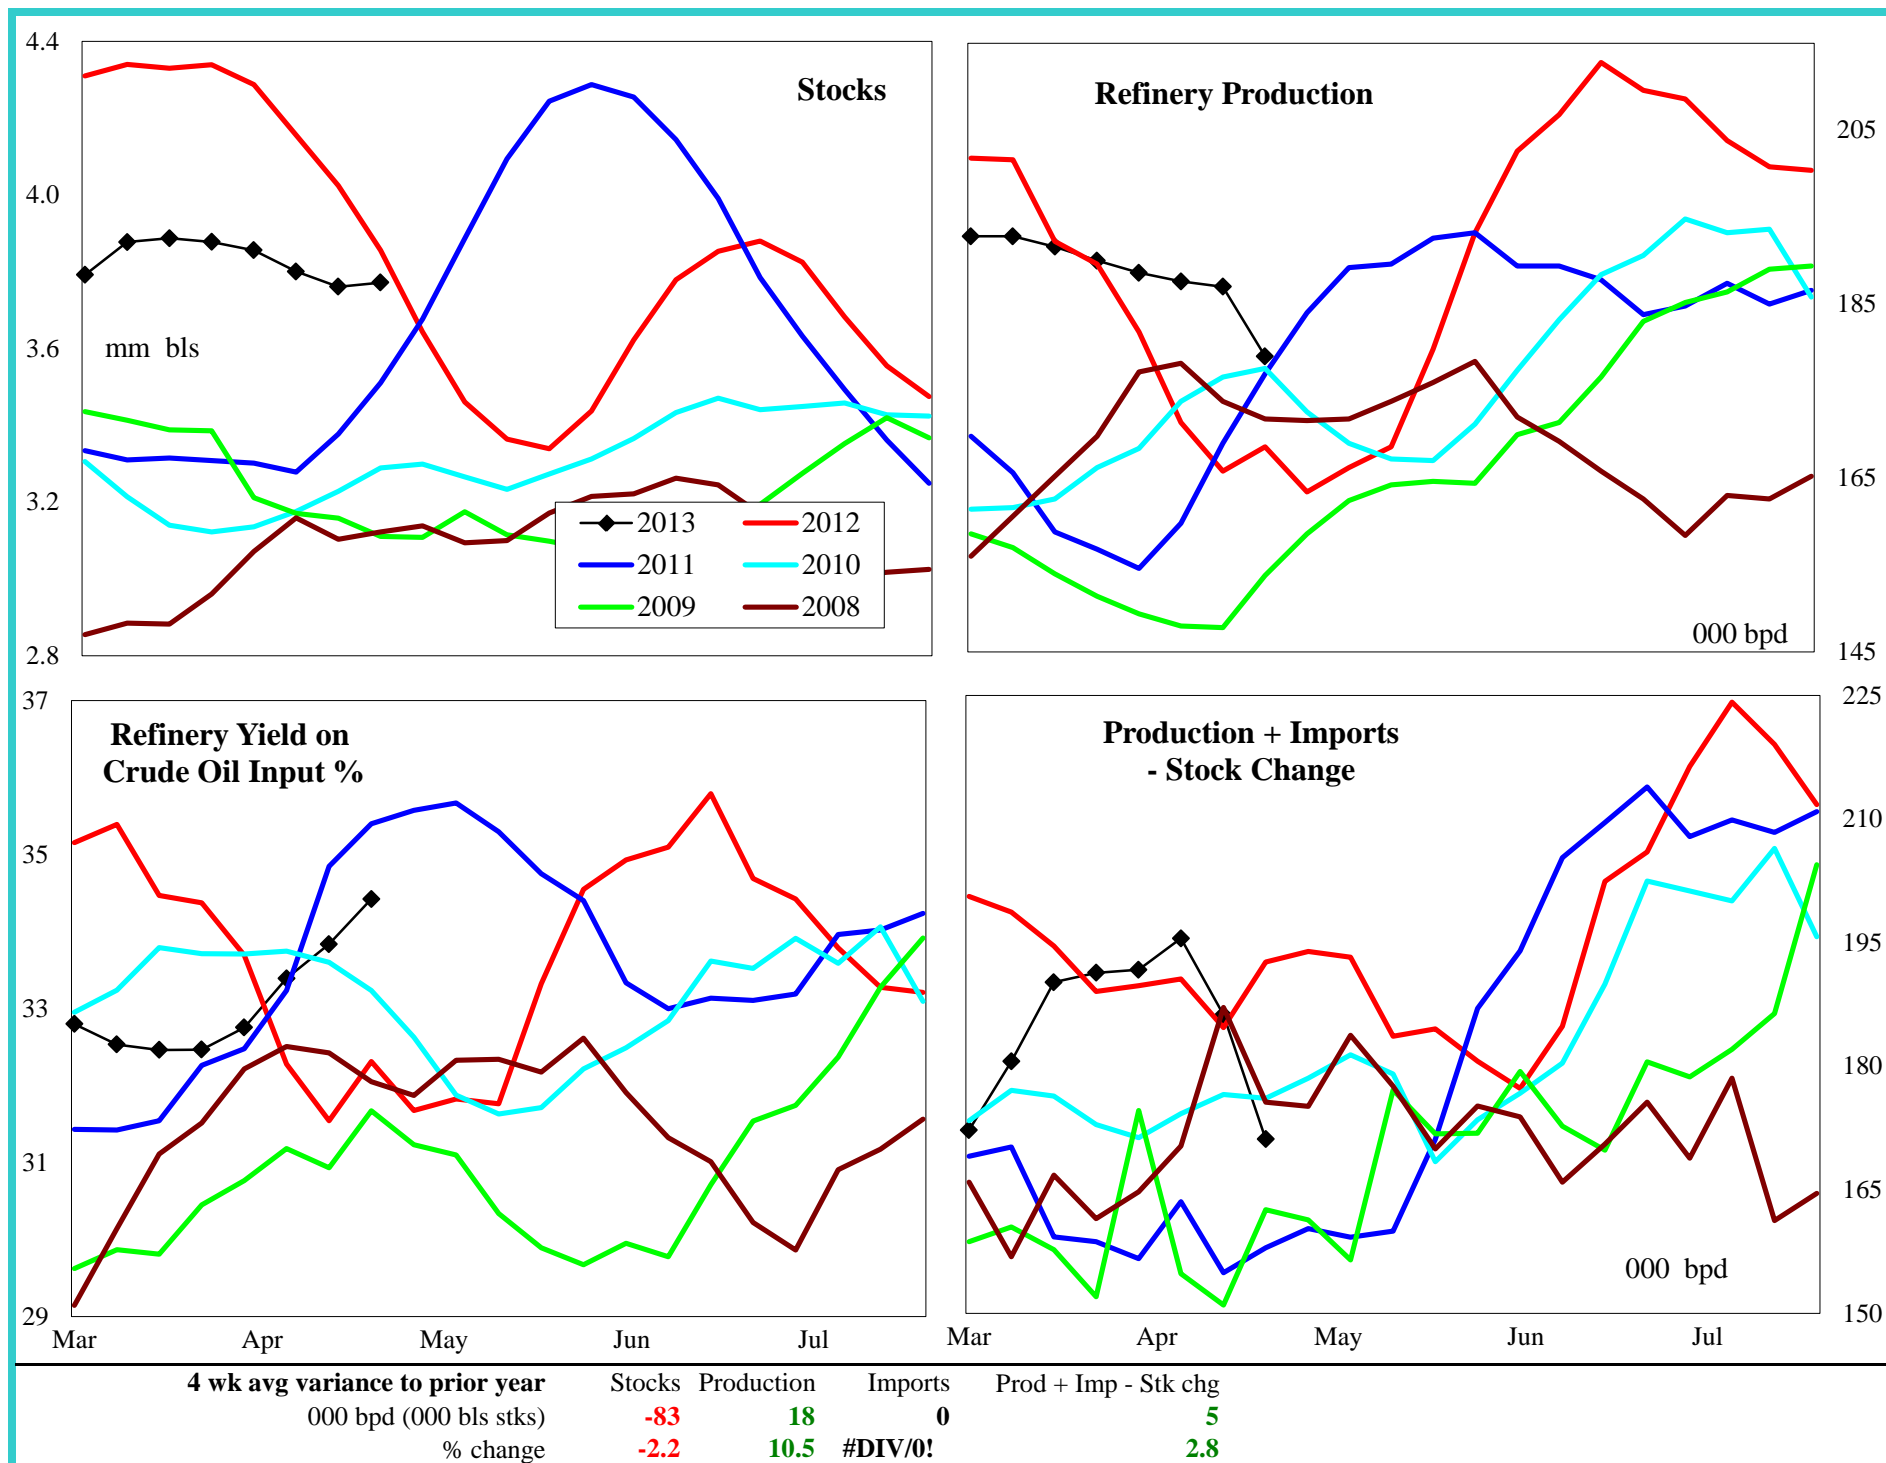 4.4
4.0
3.6
3.2
2.8
Stocks
mm bls
2013 2012
2011 2010
2009 2008
Refinery Production
205
185
165
145
000 bpd
37
35
33
31
29
Refinery Yield on
Crude Oil Input %
Mar Apr May Jun Jul
Production + Imports
- Stock Change
225
210
195
180
165
150
000 bpd
Mar Apr May Jun Jul
4 wk avg variance to prior year Stocks Production Imports Prod + Imp - Stk chg
000 bpd (000 bls stks) -83 18 0 5
% change -2.2 10.5 #DIV/0! 2.8